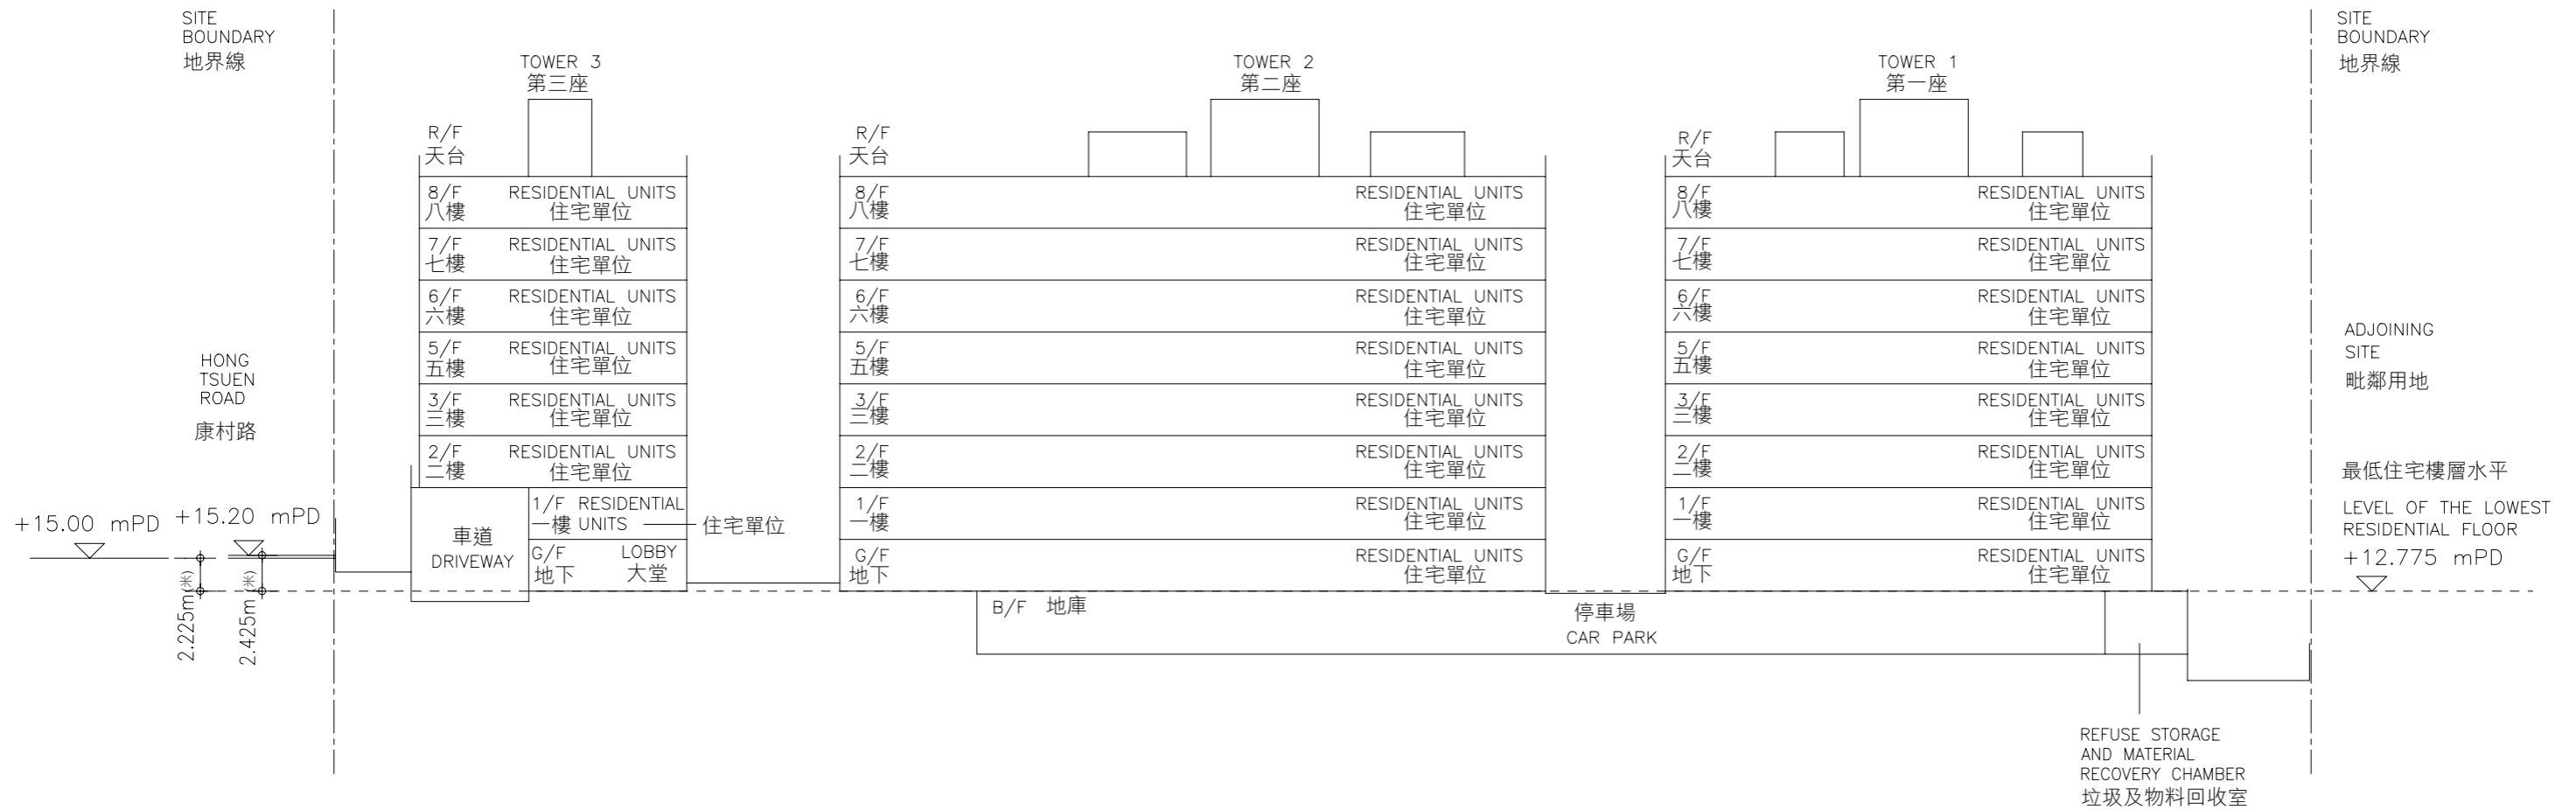 SITE
BOUNDARY
地界線
SITE
BOUNDARY
地界線
TOWER 3
第三座
TOWER 2
第二座
TOWER 1
第一座
R/F
天台
8/F RESIDENTIAL UNITS
八樓 住宅單位
7/F RESIDENTIAL UNITS
七樓 住宅單位
6/F RESIDENTIAL UNITS
六樓 住宅單位
5/F RESIDENTIAL UNITS
五樓 住宅單位
3/F RESIDENTIAL UNITS
三樓 住宅單位
2/F RESIDENTIAL UNITS
二樓 住宅單位
1/F RESIDENTIAL
一樓 UNITS 住宅單位
G/F LOBBY
地下 大堂
車道
DRIVEWAY
R/F
天台
8/F RESIDENTIAL UNITS
八樓 住宅單位
7/F RESIDENTIAL UNITS
七樓 住宅單位
6/F RESIDENTIAL UNITS
六樓 住宅單位
5/F RESIDENTIAL UNITS
五樓 住宅單位
3/F RESIDENTIAL UNITS
三樓 住宅單位
2/F RESIDENTIAL UNITS
二樓 住宅單位
1/F RESIDENTIAL UNITS
一樓 住宅單位
G/F RESIDENTIAL UNITS
地下 住宅單位
R/F
天台
8/F RESIDENTIAL UNITS
八樓 住宅單位
7/F RESIDENTIAL UNITS
七樓 住宅單位
6/F RESIDENTIAL UNITS
六樓 住宅單位
5/F RESIDENTIAL UNITS
五樓 住宅單位
3/F RESIDENTIAL UNITS
三樓 住宅單位
2/F RESIDENTIAL UNITS
二樓 住宅單位
1/F RESIDENTIAL UNITS
一樓 住宅單位
G/F RESIDENTIAL UNITS
地下 住宅單位
HONG
TSUEN
ROAD
康村路
+15.00 mPD
+15.20 mPD
2.225m(米)
2.425m(米)
B/F 地庫
停車場
CAR PARK
ADJOINING
SITE
毗鄰用地
最低住宅樓層水平
LEVEL OF THE LOWEST
RESIDENTIAL FLOOR
+12.775 mPD
REFUSE STORAGE
AND MATERIAL
RECOVERY CHAMBER
垃圾及物料回收室